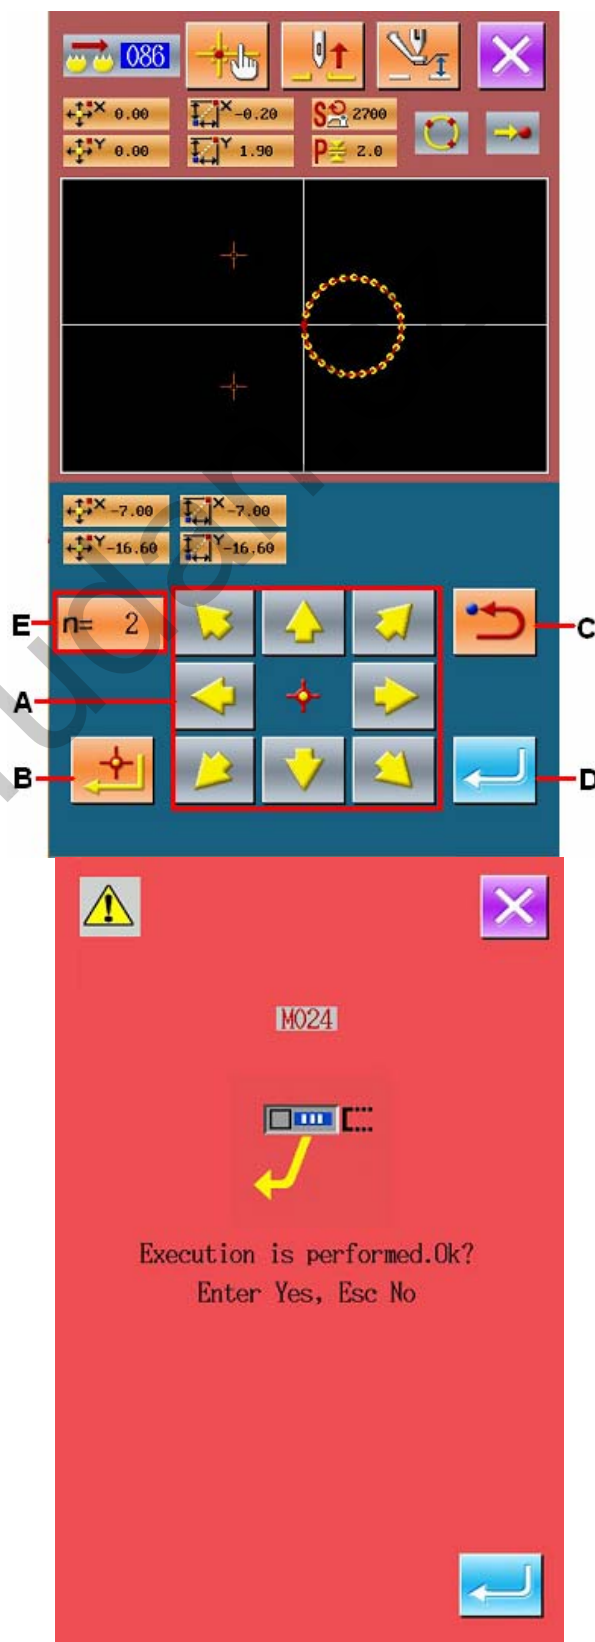 086
X 0.00 X -0.20 S 2700
Y 0.00 Y 1.90 P 2.0
X -7.00 X -7.00
Y -16.60 Y -16.60
E n= 2 C
A
B D
MO24
Execution is performed.Ok?
Enter Yes, Esc No